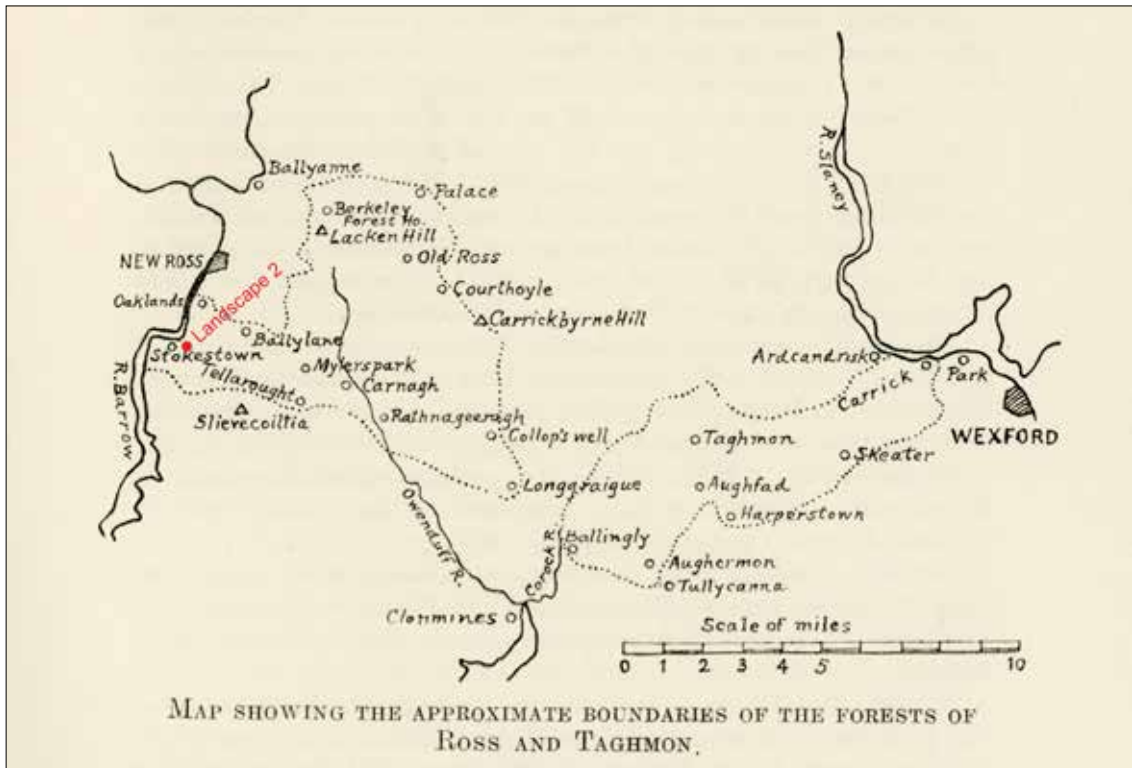 Ballyanne
Palace
Berkeley
Forest Ho.
Lacken Hill
Old Ross
NEW ROSS
Landscape 2
Oaklands
Courthoyle
Carrickbyrne Hill
Ballylane
Stokestown
Mylerspark
Tellarought
Carnagh
Slievecoiltia
Rathnageeragh
Collop's well
R. Barrow
Longraigue
Owenduff R.
Corock R.
Ballingly
Clonmines
R. Slaney
Ardcandrisk
Carrick
Park
WEXFORD
Taghmon
Skeater
Aughfad
Harperstown
Aughermon
Tullycanna
Scale of miles
0 1 2 3 4 5 10
MAP SHOWING THE APPROXIMATE BOUNDARIES OF THE FORESTS OF
ROSS AND TAGHMON.